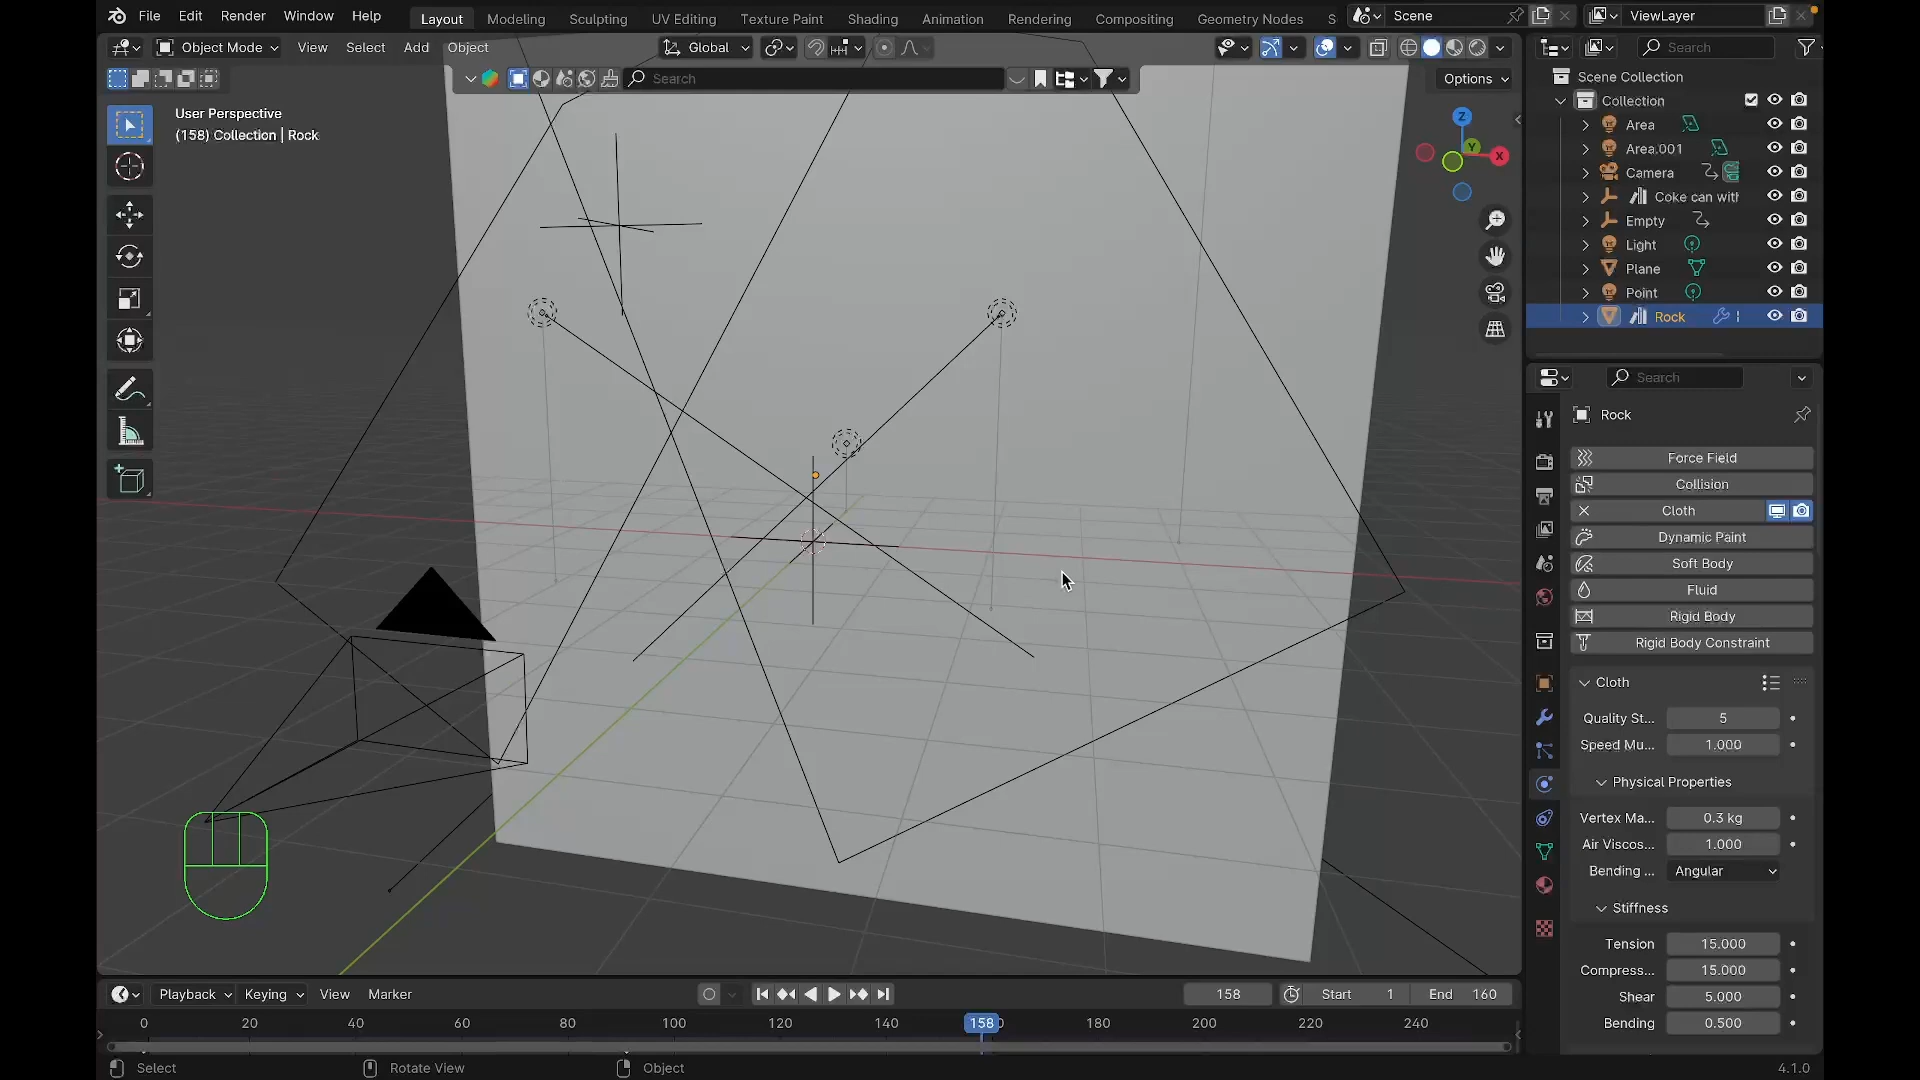 File Edit Render Window Help Layout Modeling Sculpting UV Editing Texture Paint Shading Animation Rendering Compositing Geometry Nodes S Scene ViewLayer
Object Mode View Select Add Object Global Search
Search Options
User Perspective
(158) Collection | Rock
Z
Y
X
Scene Collection
Collection
Area
Area.001
Camera
Coke can with
Empty
Light
Plane
Point
Rock
Search
Rock
Force Field
Collision
Cloth
Dynamic Paint
Soft Body
Fluid
Rigid Body
Rigid Body Constraint
Cloth
Quality St... 5
Speed Mu... 1.000
Physical Properties
Vertex Ma... 0.3 kg
Air Viscos... 1.000
Bending ... Angular
Stiffness
Tension 15.000
Compress... 15.000
Shear 5.000
Bending 0.500
Playback Keying View Marker 158 Start 1 End 160
0 20 40 60 80 100 120 140 158 180 200 220 240
Select Rotate View Object 4.1.0